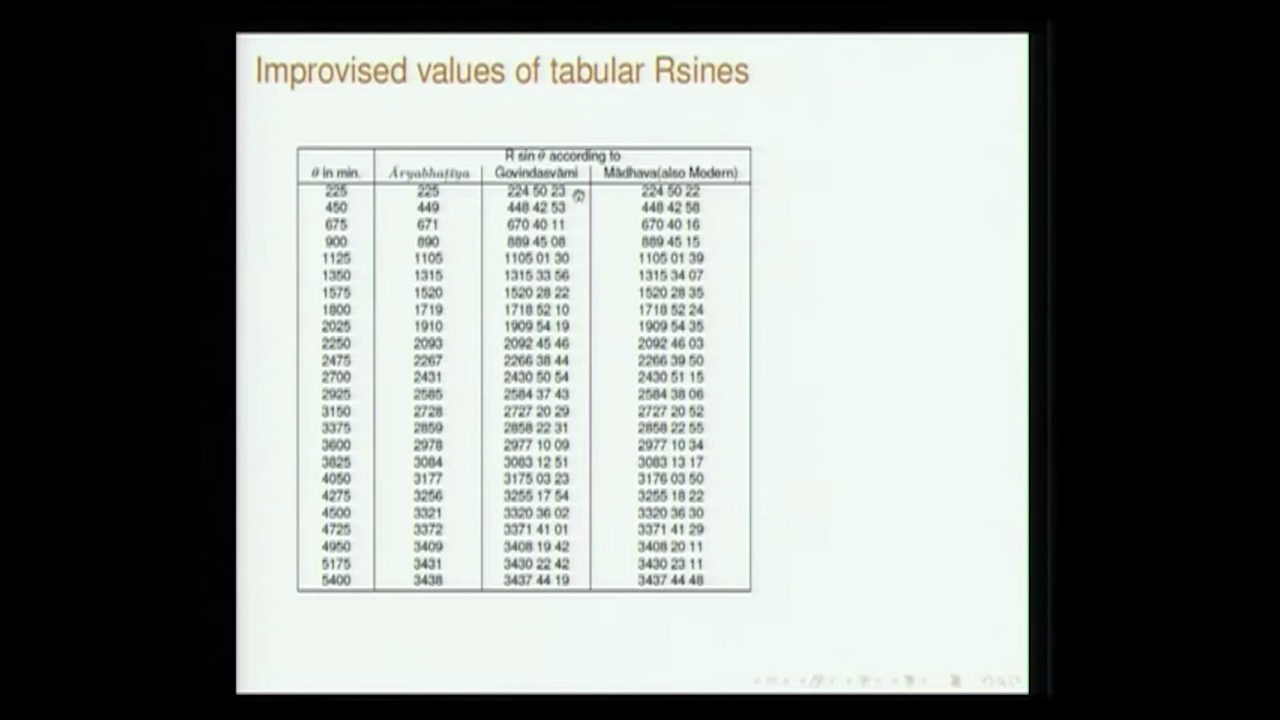 Improvised values of tabular Rsines
R sin θ according to
θ in min. Āryabhaṭīya Govindasvāmi Mādhava(also Modern)
225 225 224 50 23 224 50 22
450 449 448 42 53 448 42 58
675 671 670 40 11 670 40 16
900 890 889 45 08 889 45 15
1125 1105 1105 01 30 1105 01 39
1350 1315 1315 33 56 1315 34 07
1575 1520 1520 28 22 1520 28 35
1800 1719 1718 52 10 1718 52 24
2025 1910 1909 54 19 1909 54 35
2250 2093 2092 45 46 2092 46 03
2475 2267 2266 38 44 2266 39 50
2700 2431 2430 50 54 2430 51 15
2925 2585 2584 37 43 2584 38 06
3150 2728 2727 20 29 2727 20 52
3375 2859 2858 22 31 2858 22 55
3600 2978 2977 10 09 2977 10 34
3825 3084 3083 12 51 3083 13 17
4050 3177 3175 03 23 3176 03 50
4275 3256 3255 17 54 3255 18 22
4500 3321 3320 36 02 3320 36 30
4725 3372 3371 41 01 3371 41 29
4950 3409 3408 19 42 3408 20 11
5175 3431 3430 22 42 3430 23 11
5400 3438 3437 44 19 3437 44 48